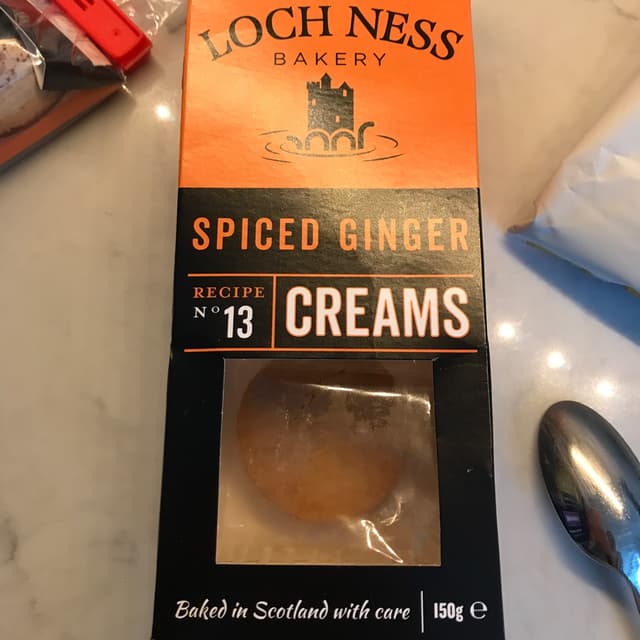 LOCH NESS
BAKERY
SPICED GINGER
RECIPE
Nº 13
CREAMS
Baked in Scotland with care
150g ℮